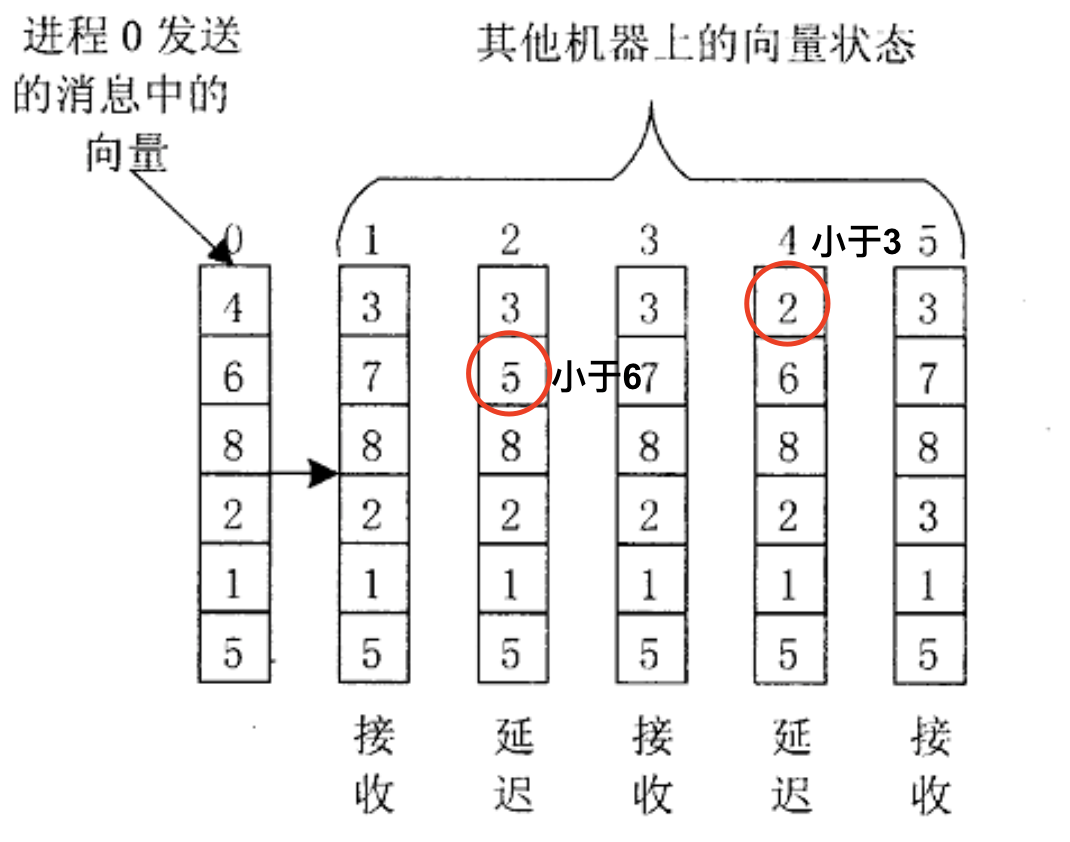 进程 0 发送
的消息中的
向量
其他机器上的向量状态
0 1 2 3 4 小于3 5
4 3 3 3 2 3
6 7 5 小于6 7 6 7
8 8 8 8 8 8
2 2 2 2 2 3
1 1 1 1 1 1
5 5 5 5 5 5
接收 延迟 接收 延迟 接收